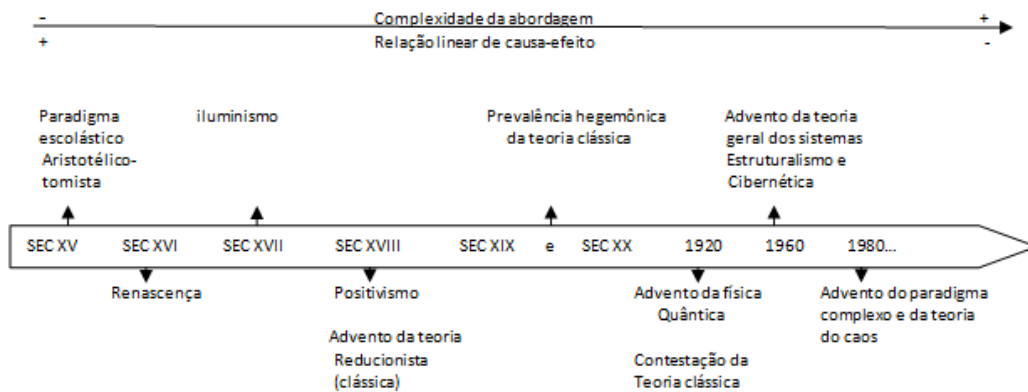 - Complexidade da abordagem +
+ Relação linear de causa-efeito -
Paradigma
escolástico
Aristotélico-
tomista
iluminismo
Prevalência hegemônica
da teoria clássica
Advento da teoria
geral dos sistemas
Estruturalismo e
Cibernética
SEC XV SEC XVI SEC XVII SEC XVIII SEC XIX e SEC XX 1920 1960 1980...
Renascença
Positivismo
Advento da teoria
Reducionista
(clássica)
Advento da física
Quântica
Contestação da
Teoria clássica
Advento do paradigma
complexo e da teoria
do caos